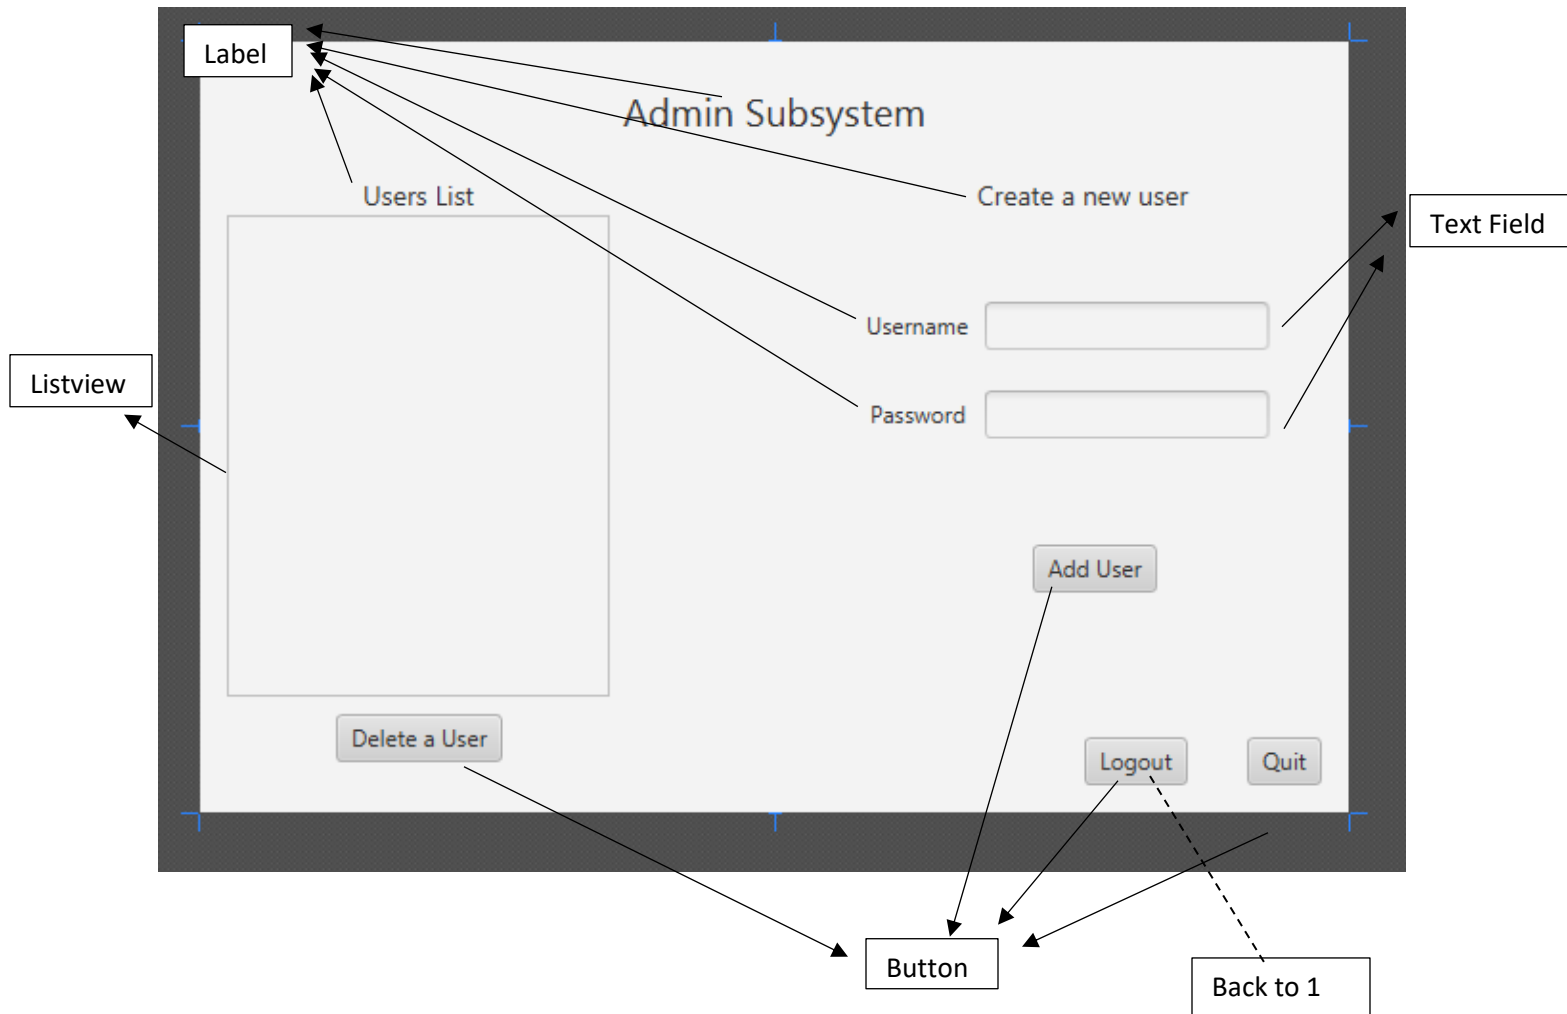 Label
Admin Subsystem
Users List
Create a new user
Text Field
Username
Listview
Password
Add User
Delete a User
Logout
Quit
Button
Back to 1